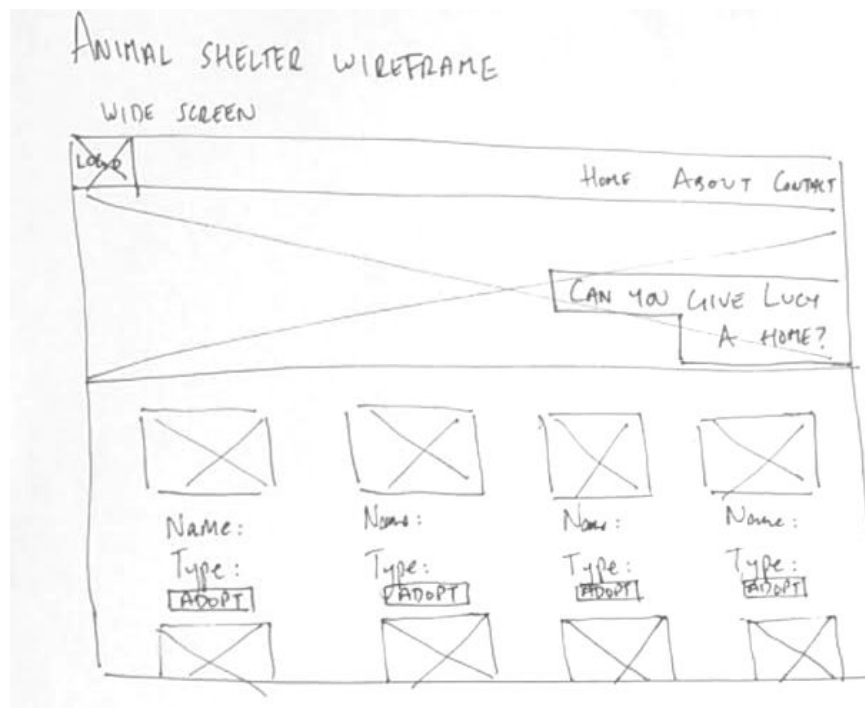 ANIMAL SHELTER WIREFRAME
WIDE SCREEN
LOGO
HOME ABOUT CONTACT
CAN YOU GIVE LUCY
A HOME?
Name: Name: Name: Name:
Type: Type: Type: Type:
ADOPT ADOPT ADOPT ADOPT